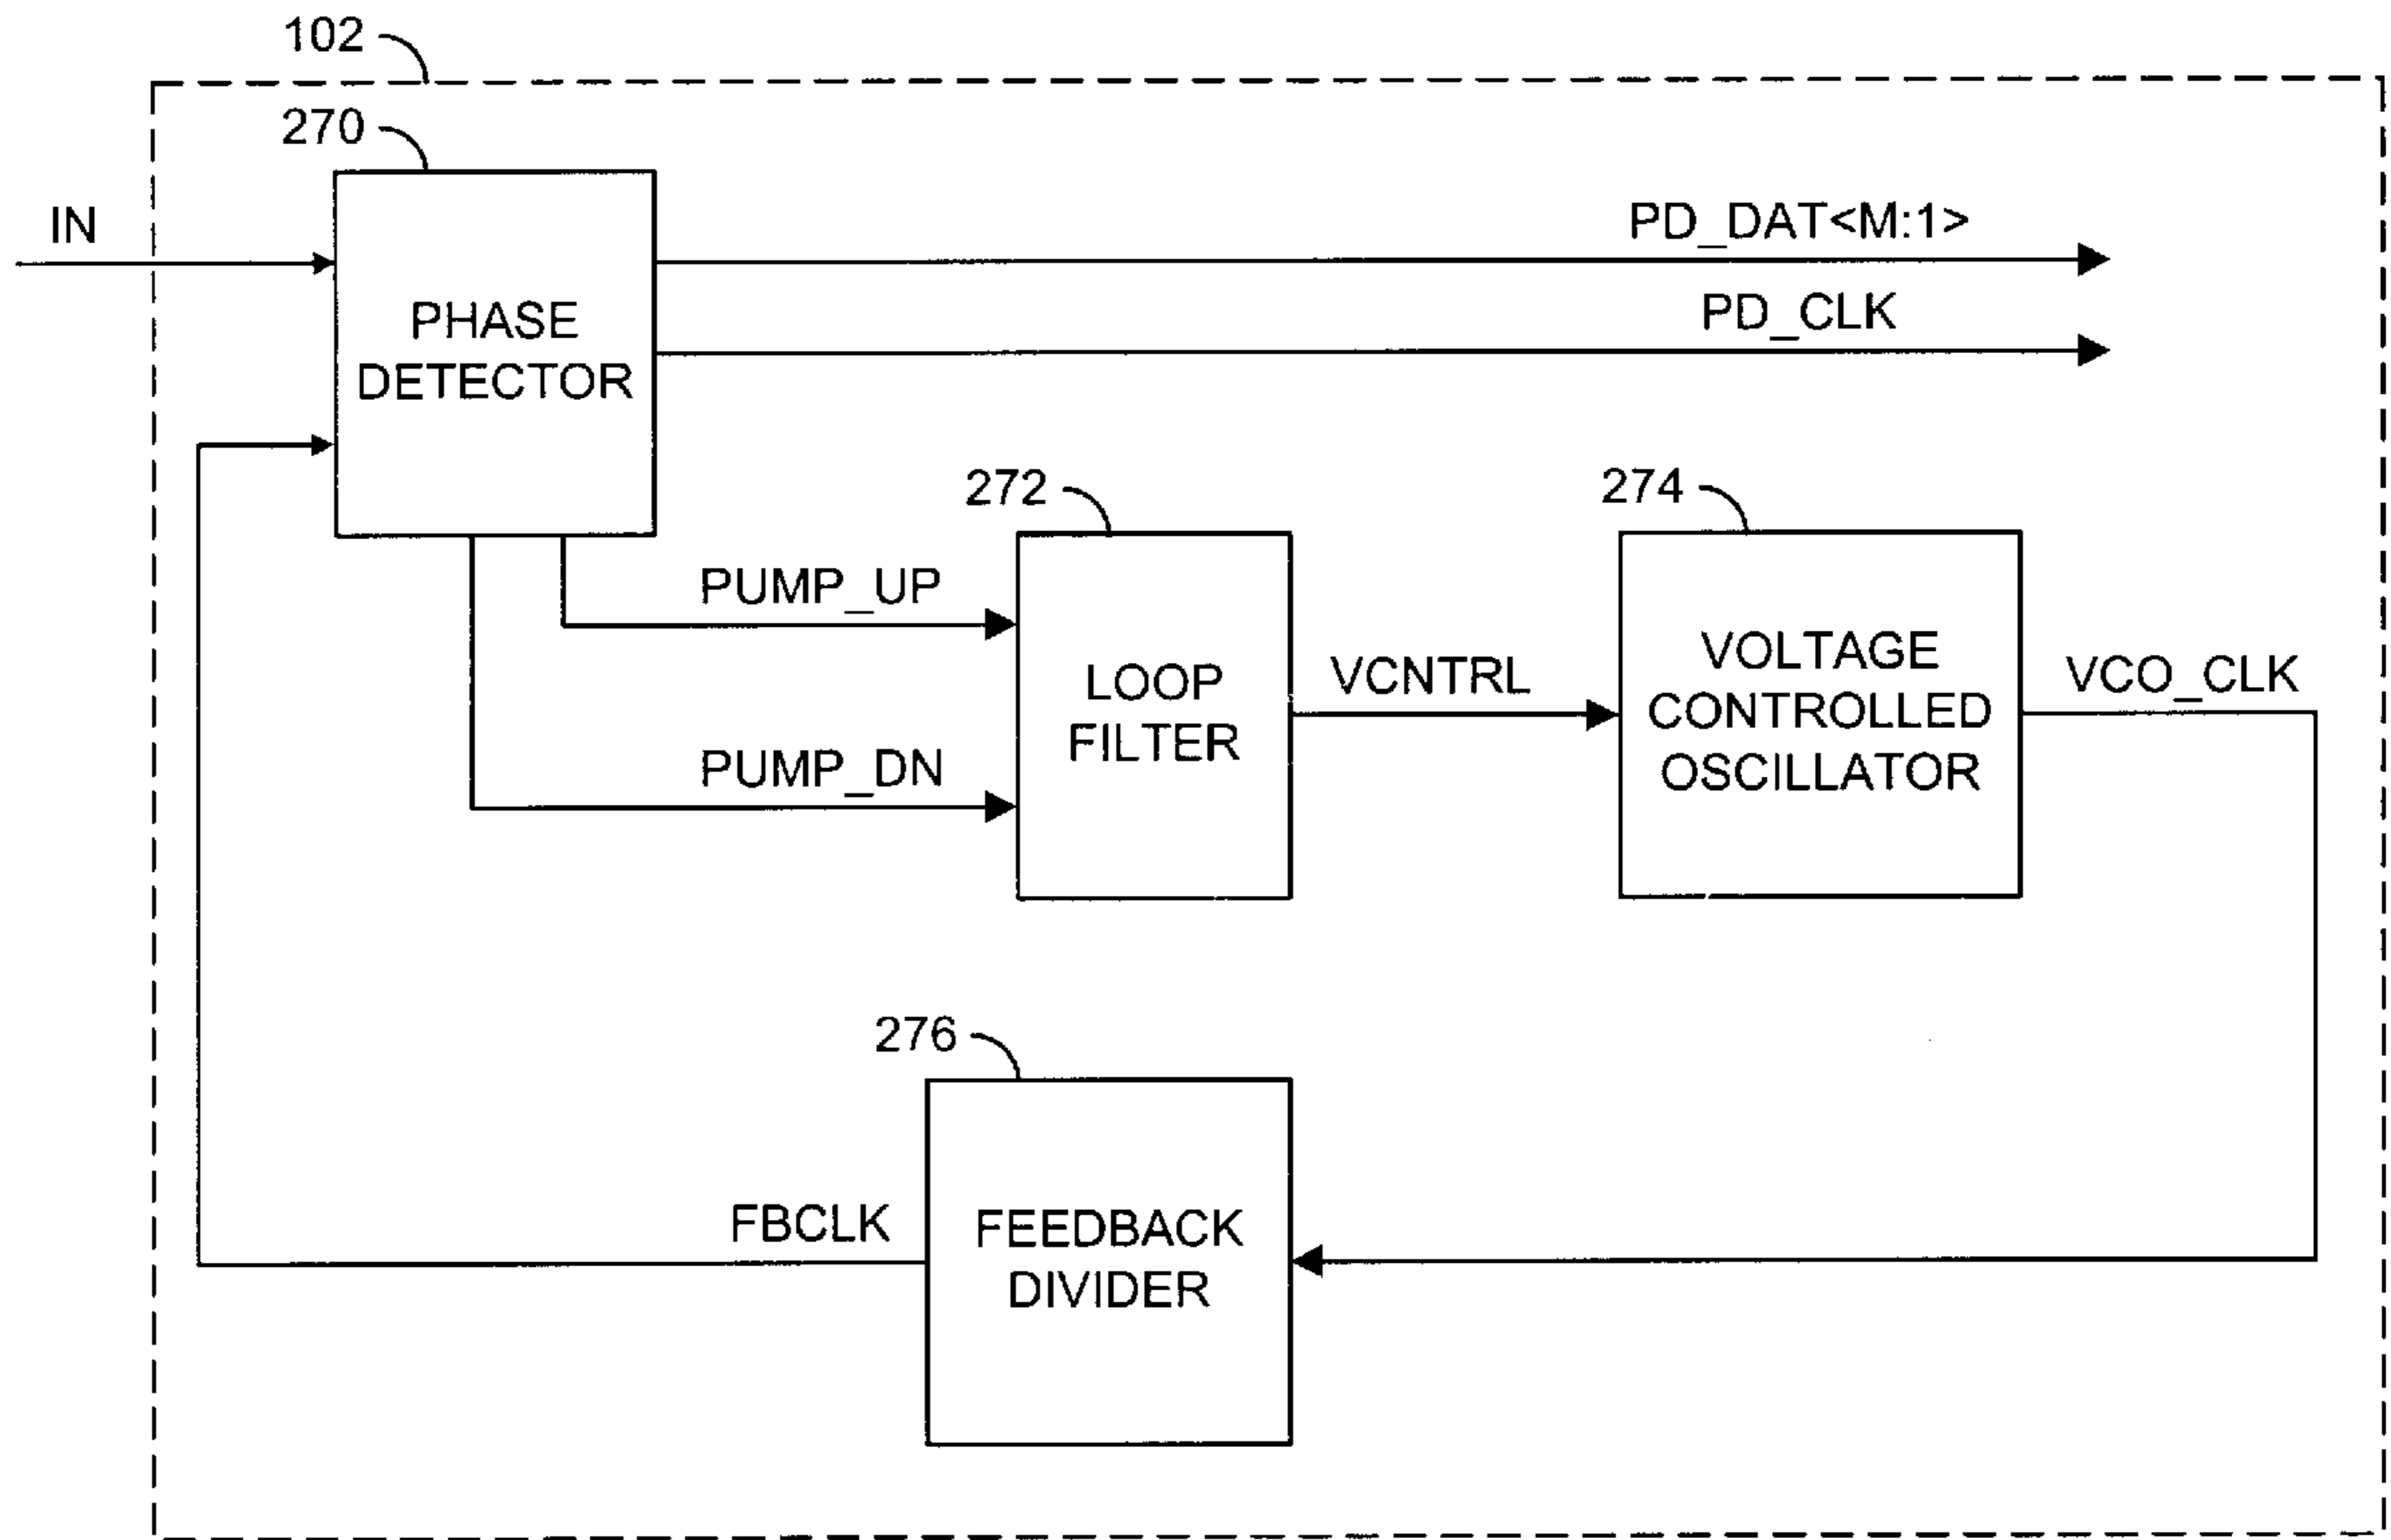 102
270
IN
PD_DAT<M:1>
PD_CLK
PHASE
DETECTOR
272
274
PUMP_UP
PUMP_DN
LOOP
FILTER
VCNTRL
VOLTAGE
CONTROLLED
OSCILLATOR
VCO_CLK
276
FBCLK
FEEDBACK
DIVIDER